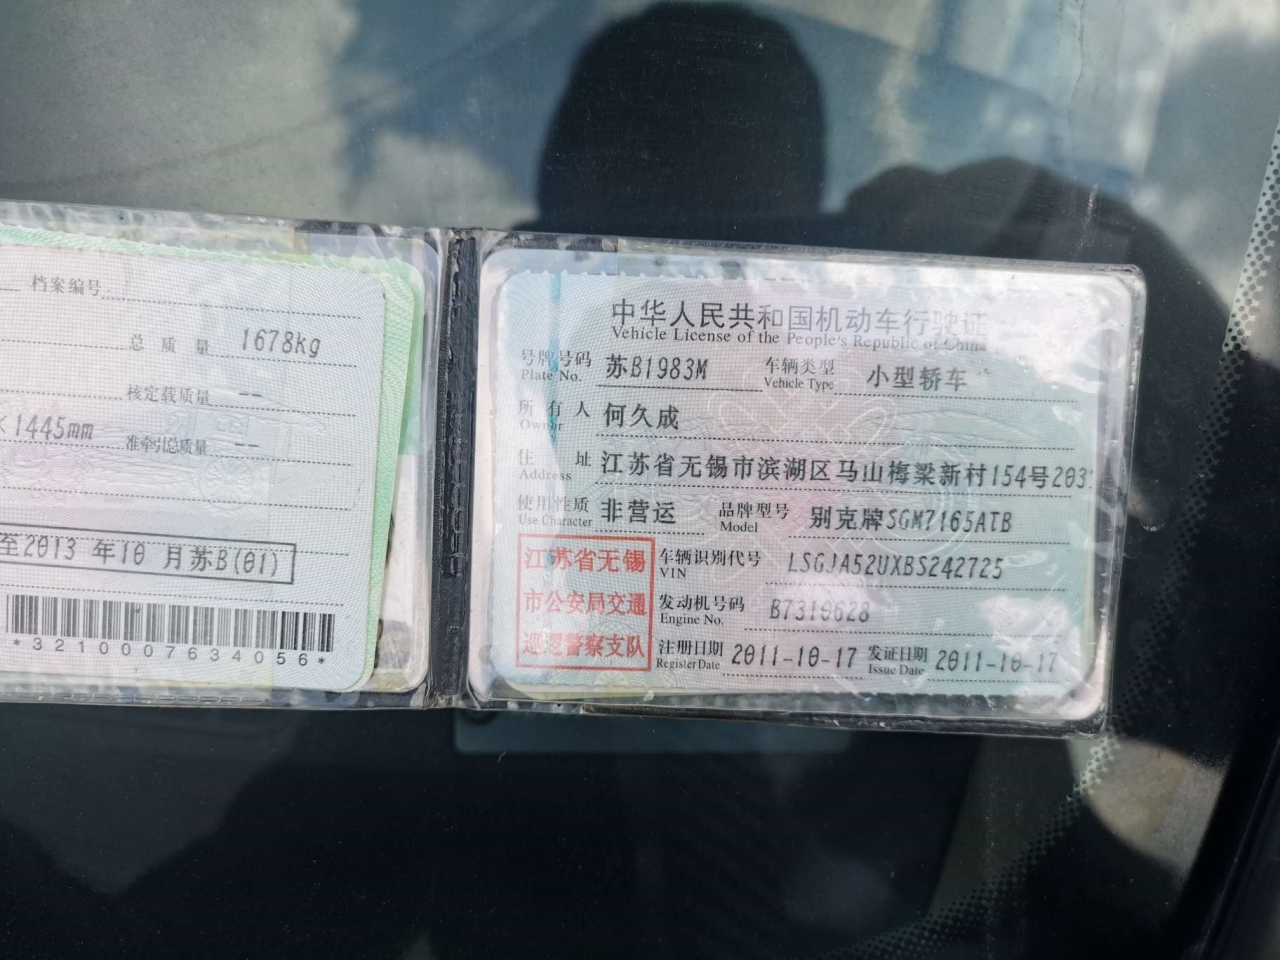 档案编号
总质量 1678kg
核定载质量 --
×1445mm 准牵引总质量 --
至2013 年10 月苏B(01)
*3210007634056*
中华人民共和国机动车行驶证
Vehicle License of the People's Republic of China
号牌号码 苏B1983M 车辆类型 小型轿车
Plate No. Vehicle Type
所有人 何久成
Owner
住址 江苏省无锡市滨湖区马山梅梁新村154号203
Address
使用性质 非营运 品牌型号 别克牌SGM7165ATB
Use Character Model
江苏省无锡
市公安局交通
巡逻警察支队
车辆识别代号 LSGJA52UXBS242725
VIN
发动机号码 B7310628
Engine No.
注册日期 2011-10-17 发证日期 2011-10-17
Register Date Issue Date